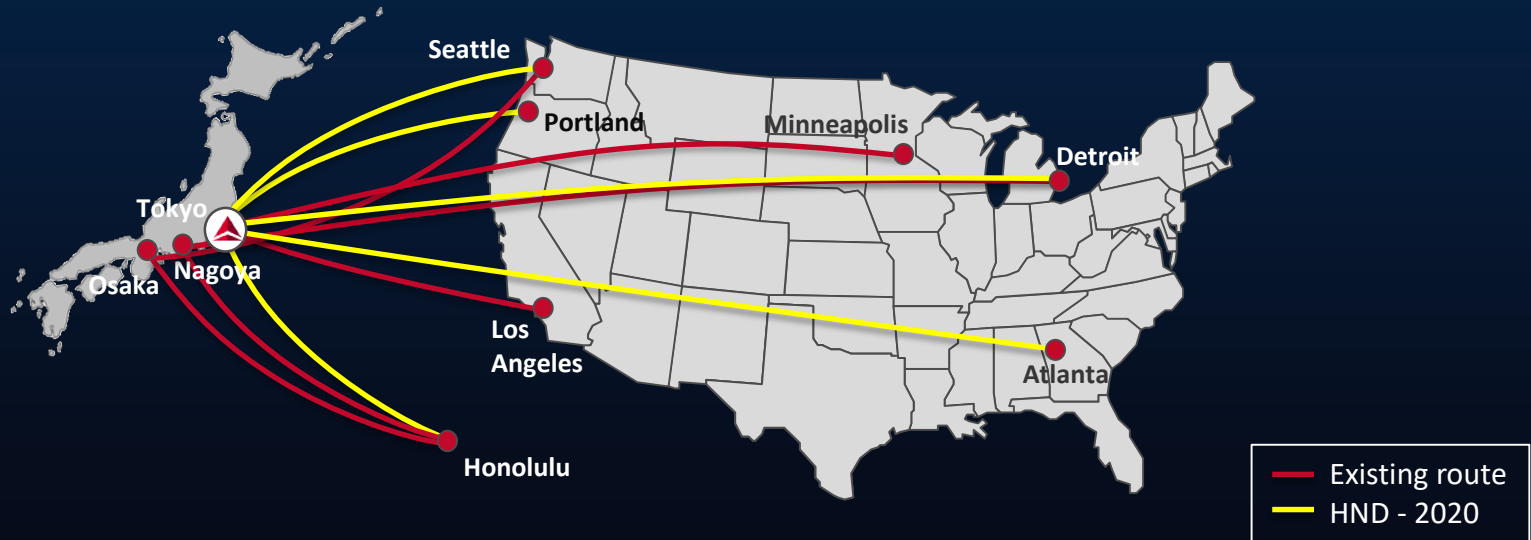 Seattle
Portland
Minneapolis
Detroit
Tokyo
Nagoya
Osaka
Los
Angeles
Atlanta
Honolulu
Existing route
HND - 2020